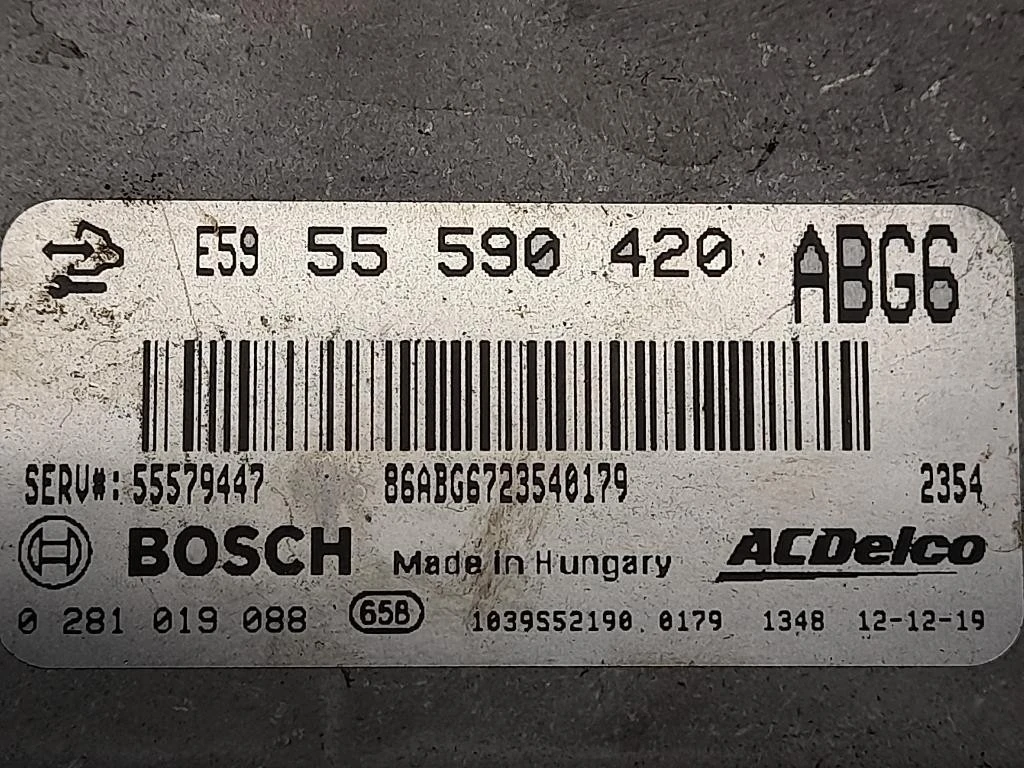 E59 55 590 420 ABG6
SERV#: 55579447 86ABG6723540179 2354
BOSCH Made in Hungary ACDelco
0 281 019 088 65B 1039S52190 0179 1348 12-12-19